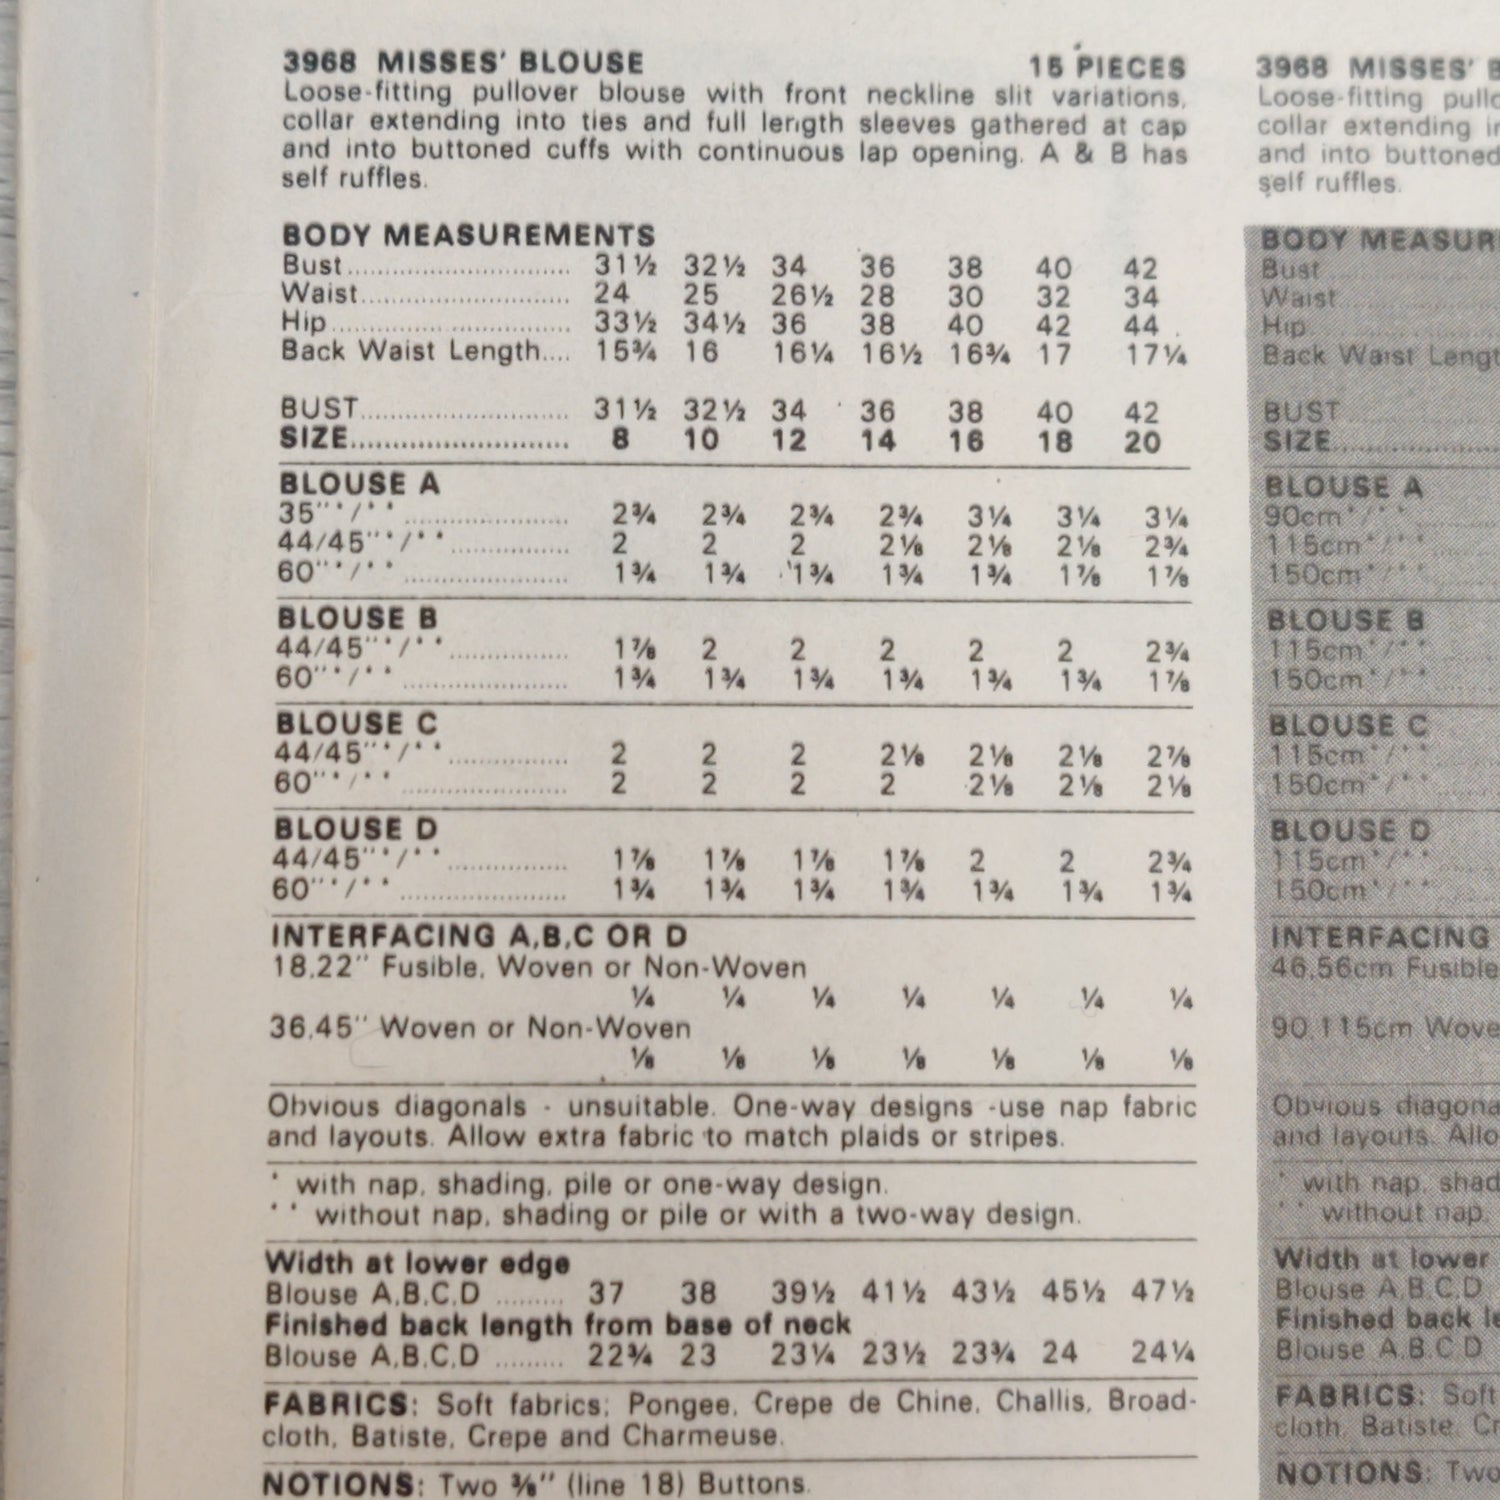 3968 MISSES' BLOUSE 15 PIECES
Loose-fitting pullover blouse with front neckline slit variations,
collar extending into ties and full length sleeves gathered at cap
and into buttoned cuffs with continuous lap opening. A & B has
self ruffles.
BODY MEASUREMENTS
Bust 31½ 32½ 34 36 38 40 42
Waist 24 25 26½ 28 30 32 34
Hip 33½ 34½ 36 38 40 42 44
Back Waist Length.... 15¾ 16 16¼ 16½ 16¾ 17 17¼
BUST 31½ 32½ 34 36 38 40 42
SIZE 8 10 12 14 16 18 20
BLOUSE A
35"*/** 2¾ 2¾ 2¾ 2¾ 3¼ 3¼ 3¼
44/45"*/** 2 2 2 2⅛ 2⅛ 2⅛ 2¾
60"*/** 1¾ 1¾ 1¾ 1¾ 1¾ 1⅞ 1⅞
BLOUSE B
44/45"*/** 1⅞ 2 2 2 2 2 2¾
60"*/** 1¾ 1¾ 1¾ 1¾ 1¾ 1¾ 1⅞
BLOUSE C
44/45"*/** 2 2 2 2⅛ 2⅛ 2⅛ 2⅞
60"*/** 2 2 2 2 2⅛ 2⅛ 2⅛
BLOUSE D
44/45"*/** 1⅞ 1⅞ 1⅞ 1⅞ 2 2 2¾
60"*/** 1¾ 1¾ 1¾ 1¾ 1¾ 1¾ 1¾
INTERFACING A,B,C OR D
18,22" Fusible, Woven or Non-Woven
¼ ¼ ¼ ¼ ¼ ¼ ¼
36,45" Woven or Non-Woven
⅛ ⅛ ⅛ ⅛ ⅛ ⅛ ⅛
Obvious diagonals - unsuitable. One-way designs -use nap fabric
and layouts. Allow extra fabric to match plaids or stripes.
* with nap, shading, pile or one-way design.
** without nap, shading or pile or with a two-way design.
Width at lower edge
Blouse A,B,C,D ......... 37 38 39½ 41½ 43½ 45½ 47½
Finished back length from base of neck
Blouse A,B,C,D ......... 22¾ 23 23¼ 23½ 23¾ 24 24¼
FABRICS: Soft fabrics; Pongee, Crepe de Chine, Challis, Broad-
cloth, Batiste, Crepe and Charmeuse.
NOTIONS: Two ⅜" (line 18) Buttons.
3968 MISSES'
Loose-fitting
collar extending
and into buttoned
self ruffles.
BODY
Bust
Waist
Hip
Back Waist
BUST
SIZE
BLOUSE A
90cm*/**
115cm*/**
150cm*/**
BLOUSE B
115cm*/**
150cm*/**
BLOUSE C
115cm*/**
150cm*/**
BLOUSE D
115cm*/**
150cm*/**
INTERFACING
46,56cm Fusible
90,115cm
Obvious
and layouts.
* with nap,
** without nap,
Width at lower
Blouse A,B,C,D
Finished back
Blouse A,B,C,D
FABRICS: Soft
cloth, Batiste,
NOTIONS: Two